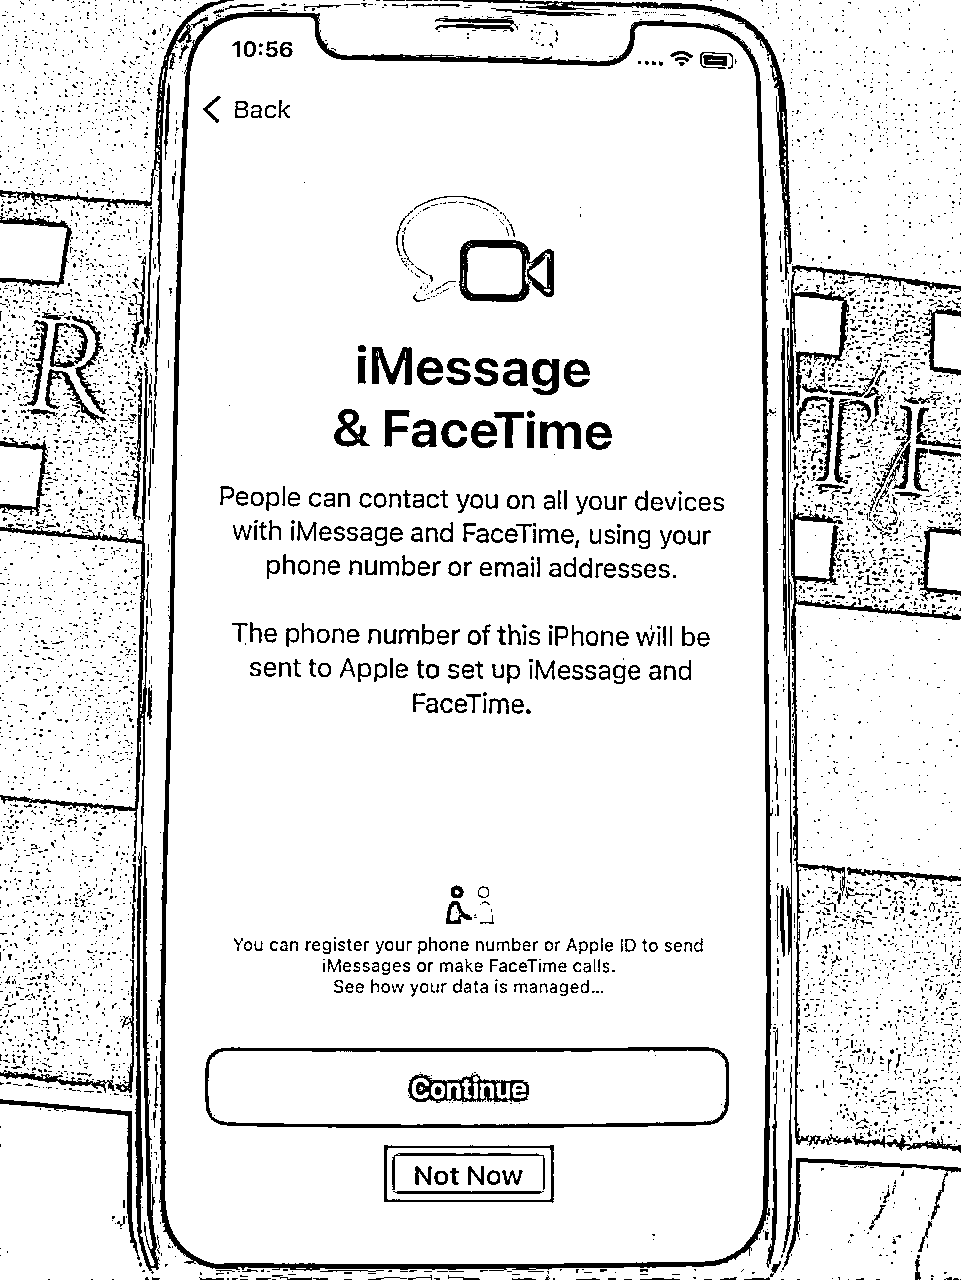 10:56
Back
iMessage
& FaceTime
People can contact you on all your devices
with iMessage and FaceTime, using your
phone number or email addresses.
The phone number of this iPhone will be
sent to Apple to set up iMessage and
FaceTime.
You can register your phone number or Apple ID to send
iMessages or make FaceTime calls.
See how your data is managed...
Continue
Not Now
R
TH